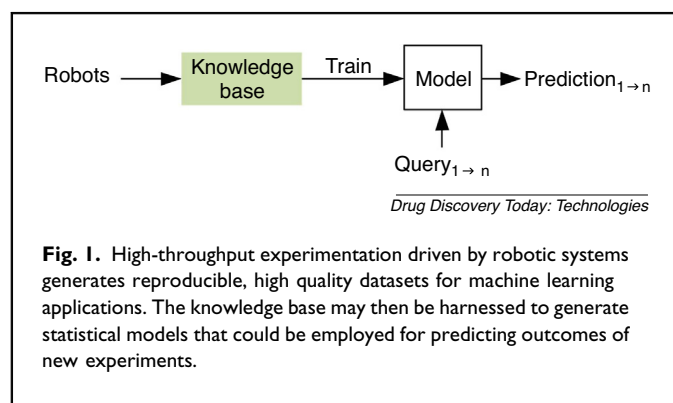 Robots
Knowledge
base
Train
Model
Prediction1→n
Query1→ n
Drug Discovery Today: Technologies
Fig. 1. High-throughput experimentation driven by robotic systems
generates reproducible, high quality datasets for machine learning
applications. The knowledge base may then be harnessed to generate
statistical models that could be employed for predicting outcomes of
new experiments.